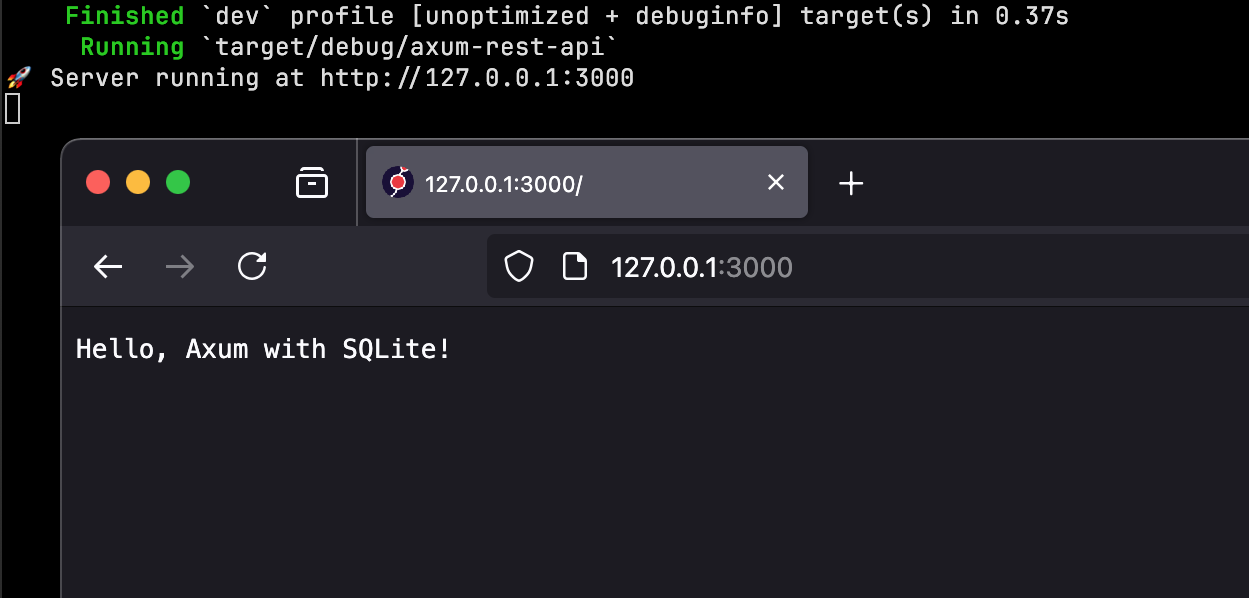 Finished `dev` profile [unoptimized + debuginfo] target(s) in 0.37s
Running `target/debug/axum-rest-api`
🚀 Server running at http://127.0.0.1:3000
127.0.0.1:3000/
127.0.0.1:3000
Hello, Axum with SQLite!